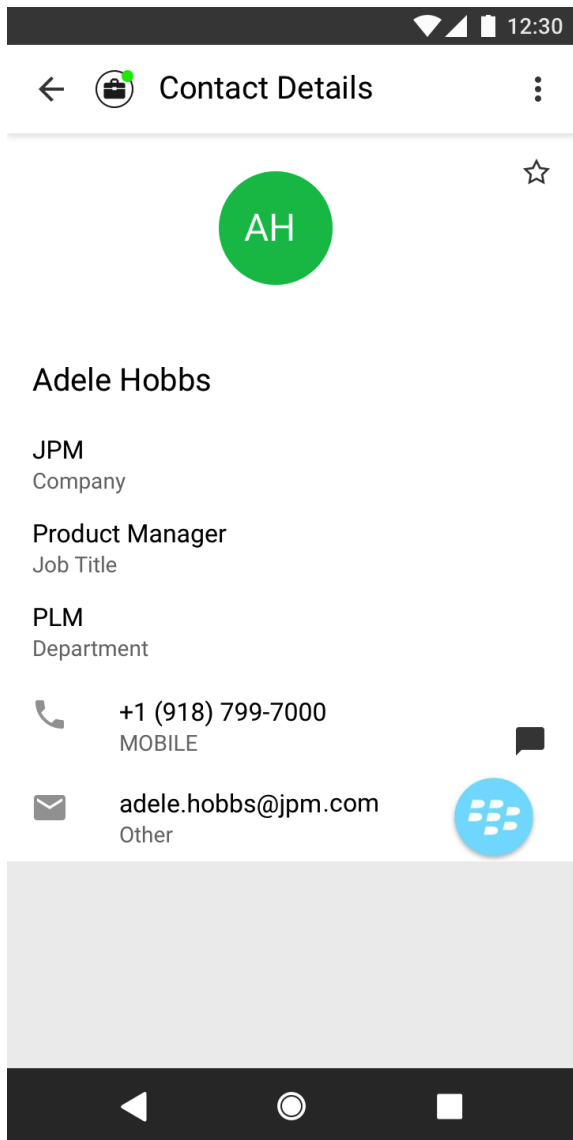 12:30
Contact Details
AH
Adele Hobbs
JPM
Company
Product Manager
Job Title
PLM
Department
+1 (918) 799-7000
MOBILE
adele.hobbs@jpm.com
Other